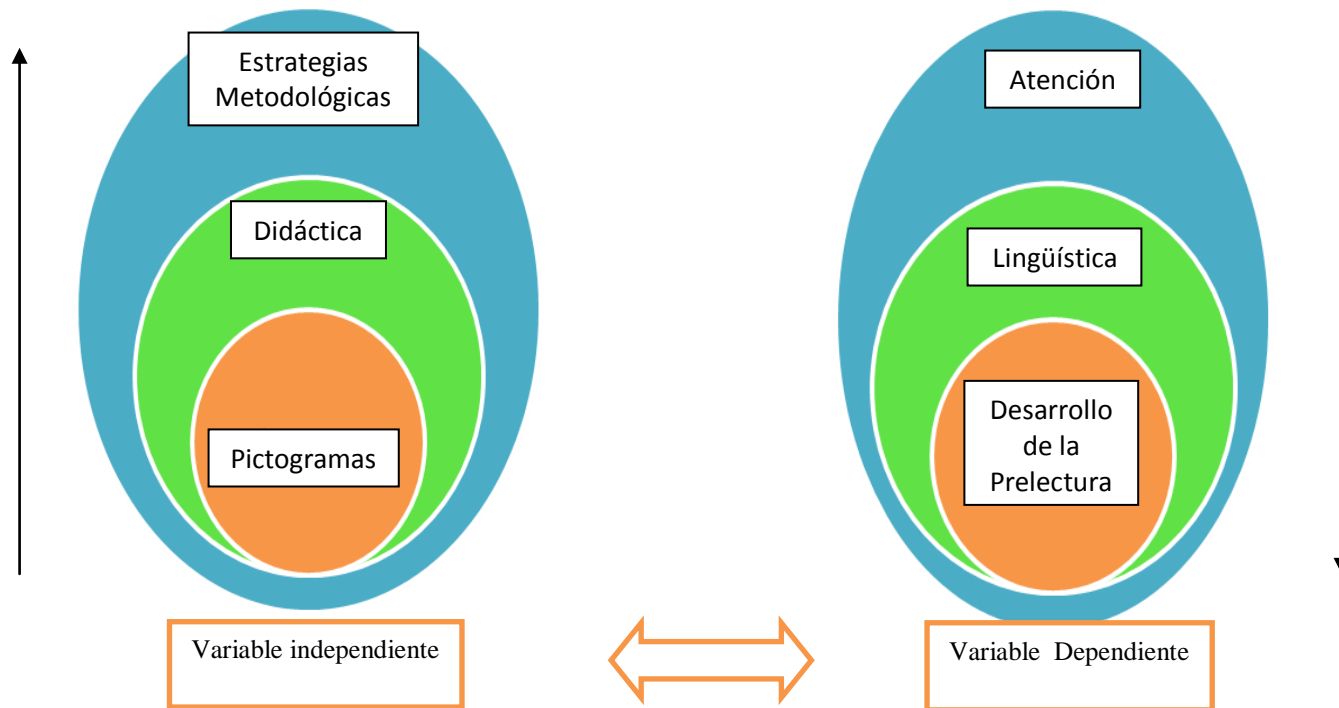 Estrategias
Metodológicas
Didáctica
Pictogramas
Variable independiente
Atención
Lingüística
Desarrollo
de la
Prelectura
Variable Dependiente